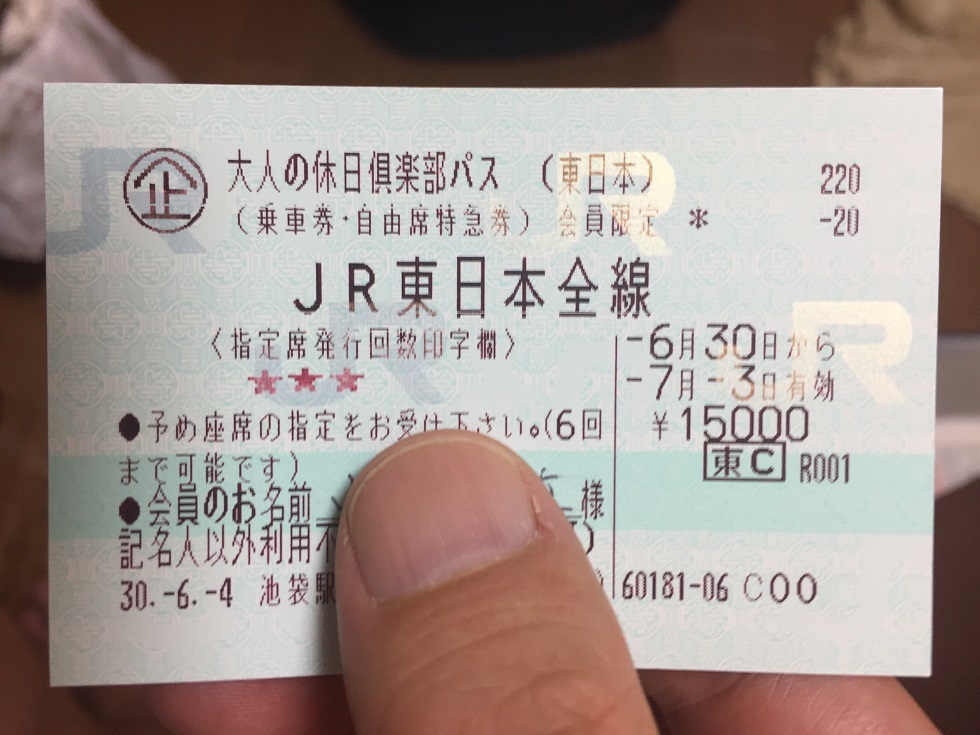 企 大人の休日倶楽部パス （東日本） 220
（乗車券・自由席特急券） 会員限定 ＊ -20
ＪＲ東日本全線
〈指定席発行回数印字欄〉
★★★
-6月30日から
-7月-3日有効
￥15000
東C R001
●予め座席の指定をお受け下さい。(6回
まで可能です）
●会員のお名前 様
記名人以外利用不 ）
30.-6.-4 池袋駅 60181-06 C00